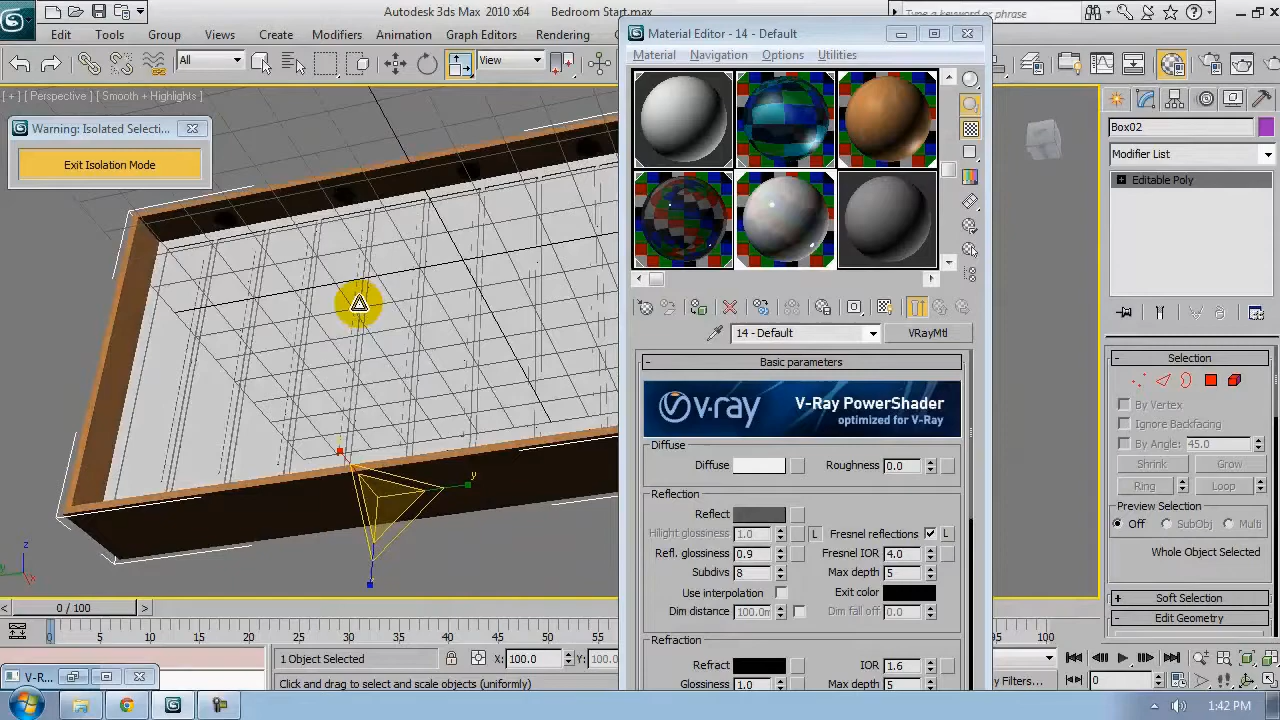 Autodesk 3ds Max 2010 x64 Bedroom Start.max
Type a keyword or phrase
Edit Tools Group Views Create Modifiers Animation Graph Editors Rendering
All
View
[ + ] [ Perspective ] [ Smooth + Highlights ]
Warning: Isolated Selecti...
Exit Isolation Mode
Material Editor - 14 - Default
Material Navigation Options Utilities
14 - Default
VRayMtl
Basic parameters
V·ray
V-Ray PowerShader
optimized for V-Ray
Diffuse
Diffuse
Roughness 0.0
Reflection
Reflect
Hilight glossiness 1.0
L
Fresnel reflections
L
Refl. glossiness 0.9
Fresnel IOR 4.0
Subdivs 8
Max depth 5
Use interpolation
Exit color
Dim distance 100.0m
Dim fall off 0.0
Refraction
Refract
IOR 1.6
Glossiness 1.0
Max depth 5
Box02
Modifier List
Editable Poly
Selection
By Vertex
Ignore Backfacing
By Angle: 45.0
Shrink Grow
Ring Loop
Preview Selection
Off SubObj Multi
Whole Object Selected
Soft Selection
Edit Geometry
z
x
y
y
0 / 100
0 5 10 15 20 25 30 35 40 45 50 55 100
1 Object Selected
X: 100.0
Y: 100.0
Click and drag to select and scale objects (uniformly)
V-R...
y Filters...
0
1:42 PM